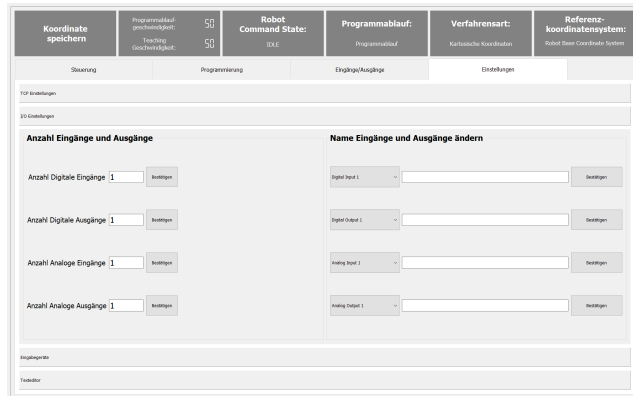 Koordinate
speichern
Programmablauf-
geschwindigkeit:
50
Teaching
Geschwindigkeit:
50
Robot
Command State:
IDLE
Programmablauf:
Programmablauf
Verfahrensart:
Kartesische Koordinaten
Referenz-
koordinatensystem:
Robot Base Coordinate System
Steuerung
Programmierung
Eingänge/Ausgänge
Einstellungen
TCP Einstellungen
I/O Einstellungen
Anzahl Eingänge und Ausgänge
Anzahl Digitale Eingänge 1 Bestätigen
Anzahl Digitale Ausgänge 1 Bestätigen
Anzahl Analoge Eingänge 1 Bestätigen
Anzahl Analoge Ausgänge 1 Bestätigen
Name Eingänge und Ausgänge ändern
Digital Input 1 Bestätigen
Digital Output 1 Bestätigen
Analog Input 1 Bestätigen
Analog Output 1 Bestätigen
Eingabegeräte
Texteditor